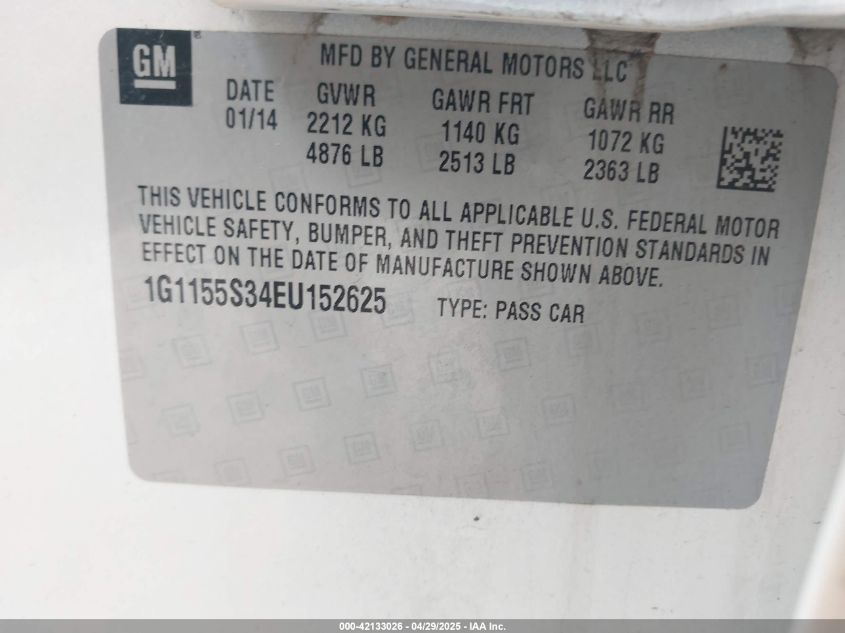 GM
MFD BY GENERAL MOTORS LLC
DATE GVWR GAWR FRT GAWR RR
01/14 2212 KG 1140 KG 1072 KG
4876 LB 2513 LB 2363 LB
THIS VEHICLE CONFORMS TO ALL APPLICABLE U.S. FEDERAL MOTOR
VEHICLE SAFETY, BUMPER, AND THEFT PREVENTION STANDARDS IN
EFFECT ON THE DATE OF MANUFACTURE SHOWN ABOVE.
1G1155S34EU152625 TYPE: PASS CAR
000-42133026 - 04/29/2025 - IAA Inc.